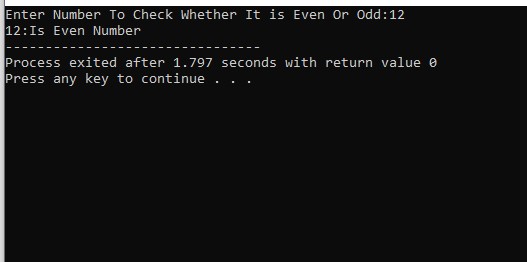 Enter Number To Check Whether It is Even Or Odd:12
12:Is Even Number
--------------------------------
Process exited after 1.797 seconds with return value 0
Press any key to continue . . .